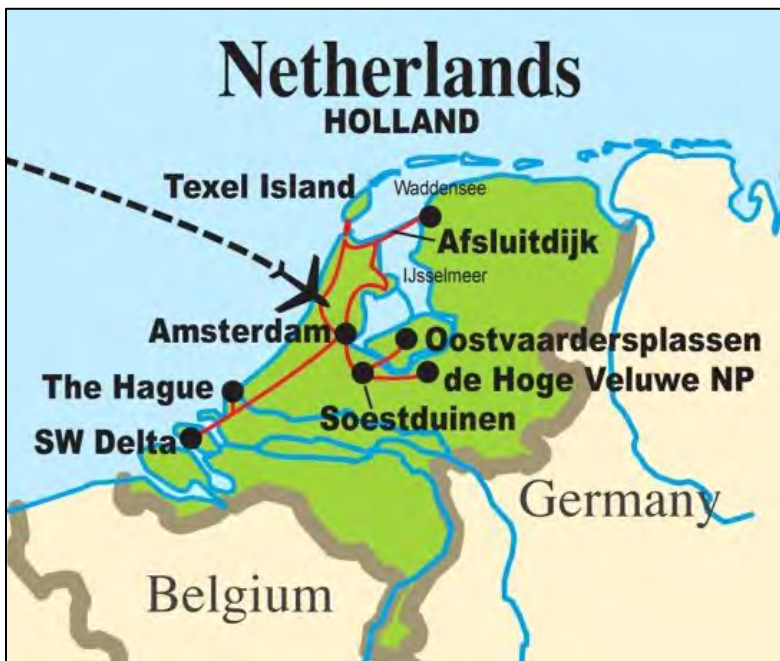 Netherlands
HOLLAND
Texel Island
Waddensee
Afsluitdijk
IJsselmeer
Amsterdam
Oostvaardersplassen
The Hague
de Hoge Veluwe NP
Soestduinen
SW Delta
Germany
Belgium